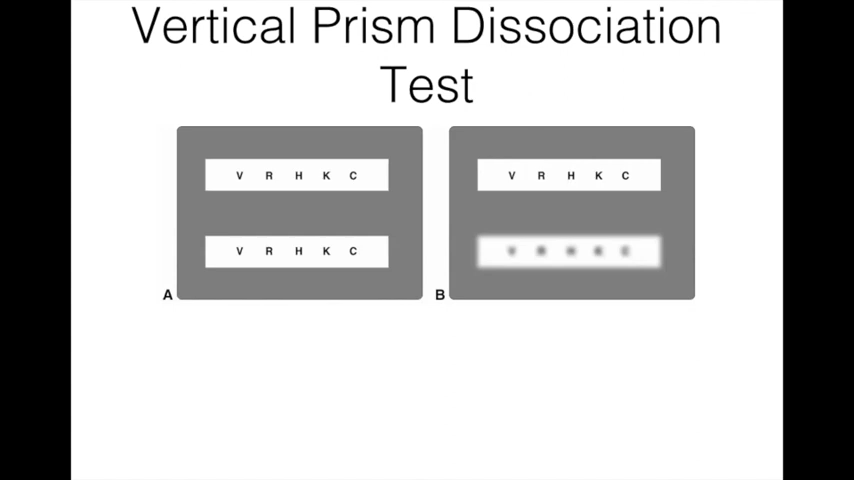 Vertical Prism Dissociation
Test
V R H K C
V R H K C
A
V R H K C
V R H K C
B